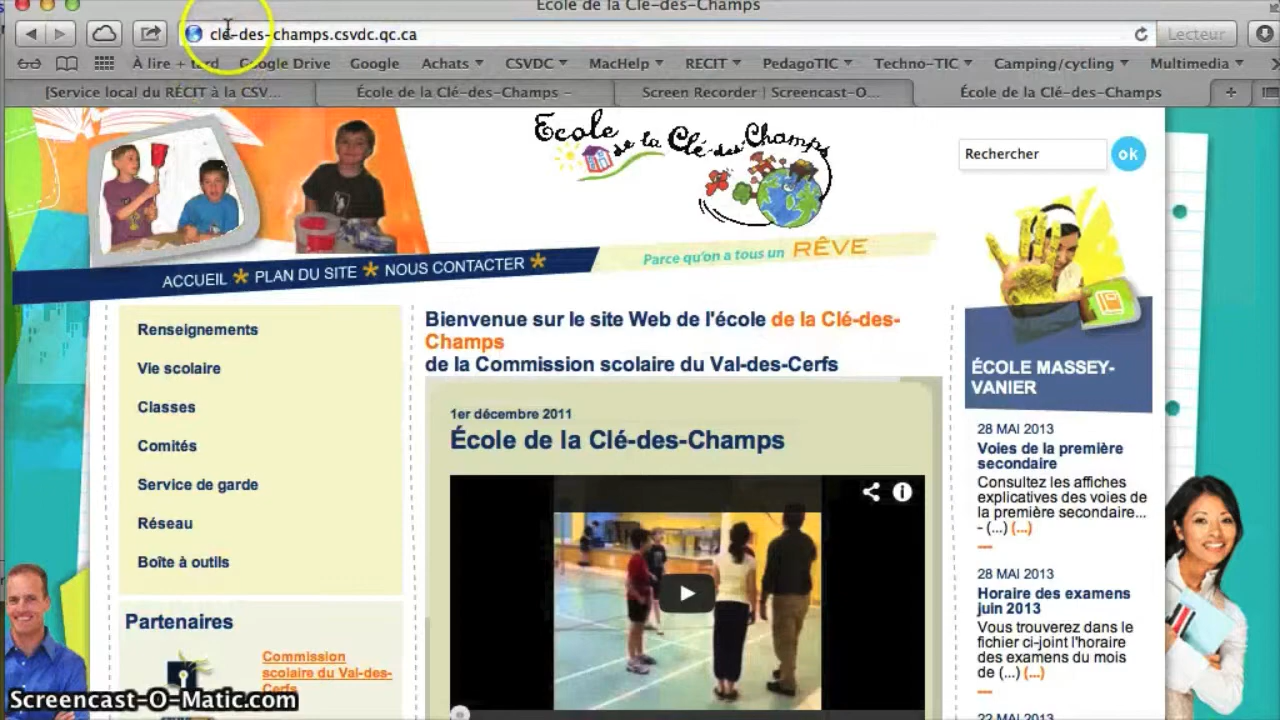 École de la Clé-des-Champs
cle-des-champs.csvdc.qc.ca
Lecteur
À lire + tard
Google Drive
Google
Achats
CSVDC
MacHelp
RECIT
PedagoTIC
Techno-TIC
Camping/cycling
Multimedia
[Service local du RÉCIT à la CSV...
École de la Clé-des-Champs -
Screen Recorder | Screencast-O...
École de la Clé-des-Champs
Ecole de la Clé-des-Champs
Rechercher
ok
Parce qu'on a tous un RÊVE
ACCUEIL * PLAN DU SITE * NOUS CONTACTER *
Renseignements
Vie scolaire
Classes
Comités
Service de garde
Réseau
Boîte à outils
Partenaires
Commission
scolaire du Val-des-
Cerfs
Bienvenue sur le site Web de l'école de la Clé-des-
Champs
de la Commission scolaire du Val-des-Cerfs
1er décembre 2011
École de la Clé-des-Champs
ÉCOLE MASSEY-
VANIER
28 MAI 2013
Voies de la première
secondaire
Consultez les affiches
explicatives des voies de
la première secondaire...
- (...) (...)
28 MAI 2013
Horaire des examens
juin 2013
Vous trouverez dans le
fichier ci-joint l'horaire
des examens du mois
de (...) (...)
22 MAI 2013
Screencast-O-Matic.com